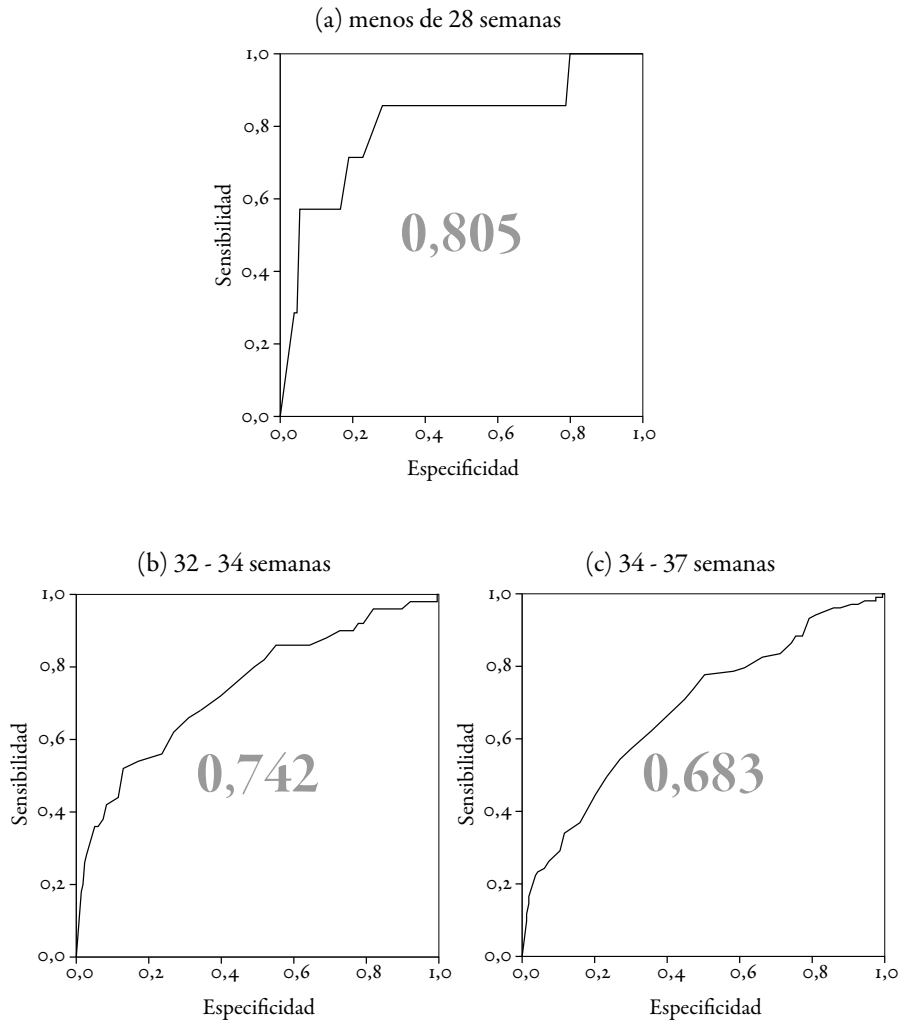 (a) menos de 28 semanas
1,0
0,8
0,6
0,4
0,2
0,0
Sensibilidad
0,805
0,0 0,2 0,4 0,6 0,8 1,0
Especificidad
(b) 32 - 34 semanas
1,0
0,8
0,6
0,4
0,2
0,0
Sensibilidad
0,742
0,0 0,2 0,4 0,6 0,8 1,0
Especificidad
(c) 34 - 37 semanas
1,0
0,8
0,6
0,4
0,2
0,0
Sensibilidad
0,683
0,0 0,2 0,4 0,6 0,8 1,0
Especificidad